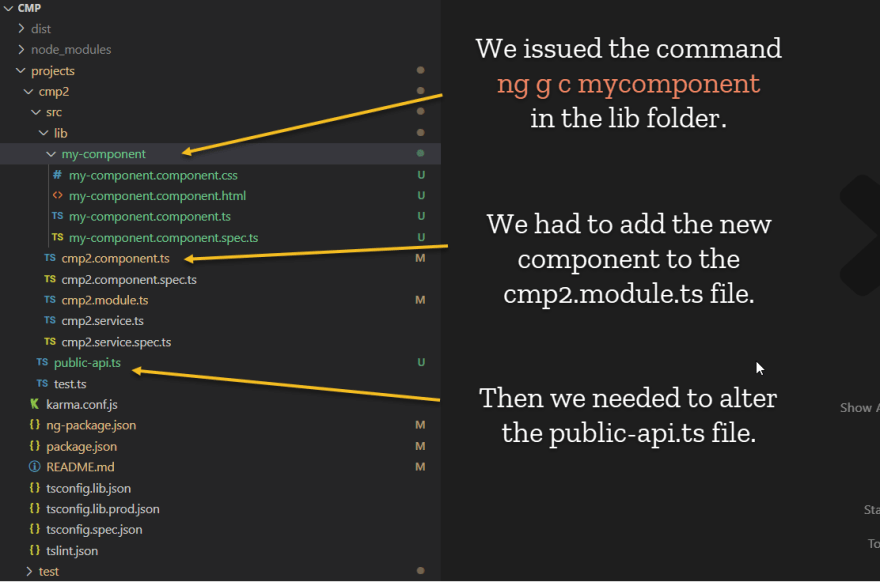 CMP
dist
node_modules
projects
cmp2
src
lib
my-component
# my-component.component.css U
<> my-component.component.html U
TS my-component.component.ts U
TS my-component.component.spec.ts U
TS cmp2.component.ts M
TS cmp2.component.spec.ts
TS cmp2.module.ts M
TS cmp2.service.ts
TS cmp2.service.spec.ts
TS public-api.ts U
TS test.ts
K karma.conf.js
{} ng-package.json M
{} package.json M
README.md M
{} tsconfig.lib.json
{} tsconfig.lib.prod.json
{} tsconfig.spec.json
{} tslint.json
test
We issued the command
ng g c mycomponent
in the lib folder.
We had to add the new
component to the
cmp2.module.ts file.
Then we needed to alter
the public-api.ts file.
Show A
Sta
To